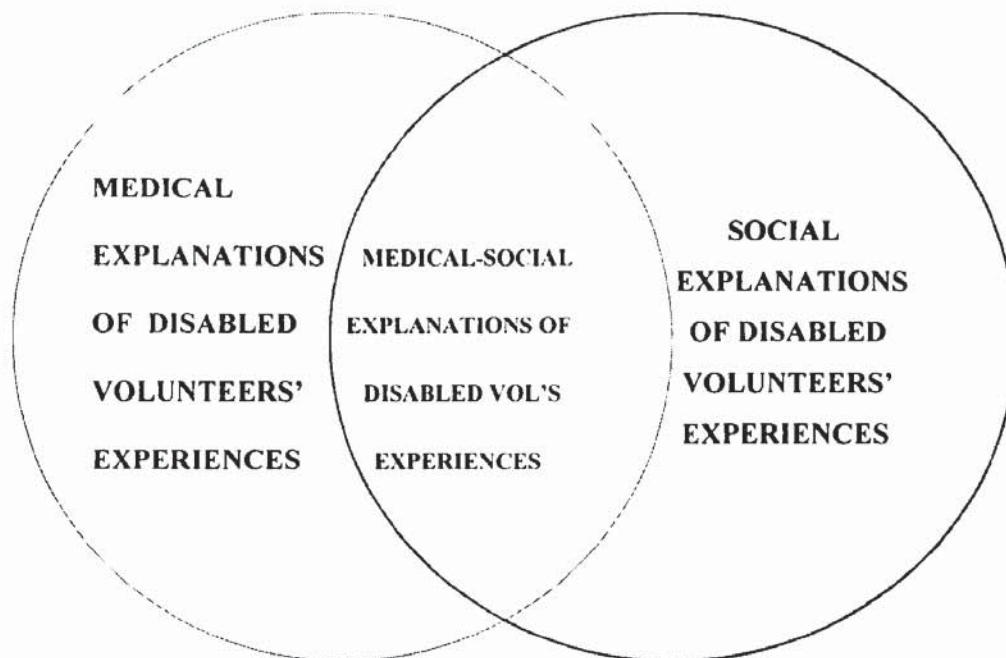 MEDICAL
EXPLANATIONS
OF DISABLED
VOLUNTEERS'
EXPERIENCES
MEDICAL-SOCIAL
EXPLANATIONS OF
DISABLED VOL'S
EXPERIENCES
SOCIAL
EXPLANATIONS
OF DISABLED
VOLUNTEERS'
EXPERIENCES